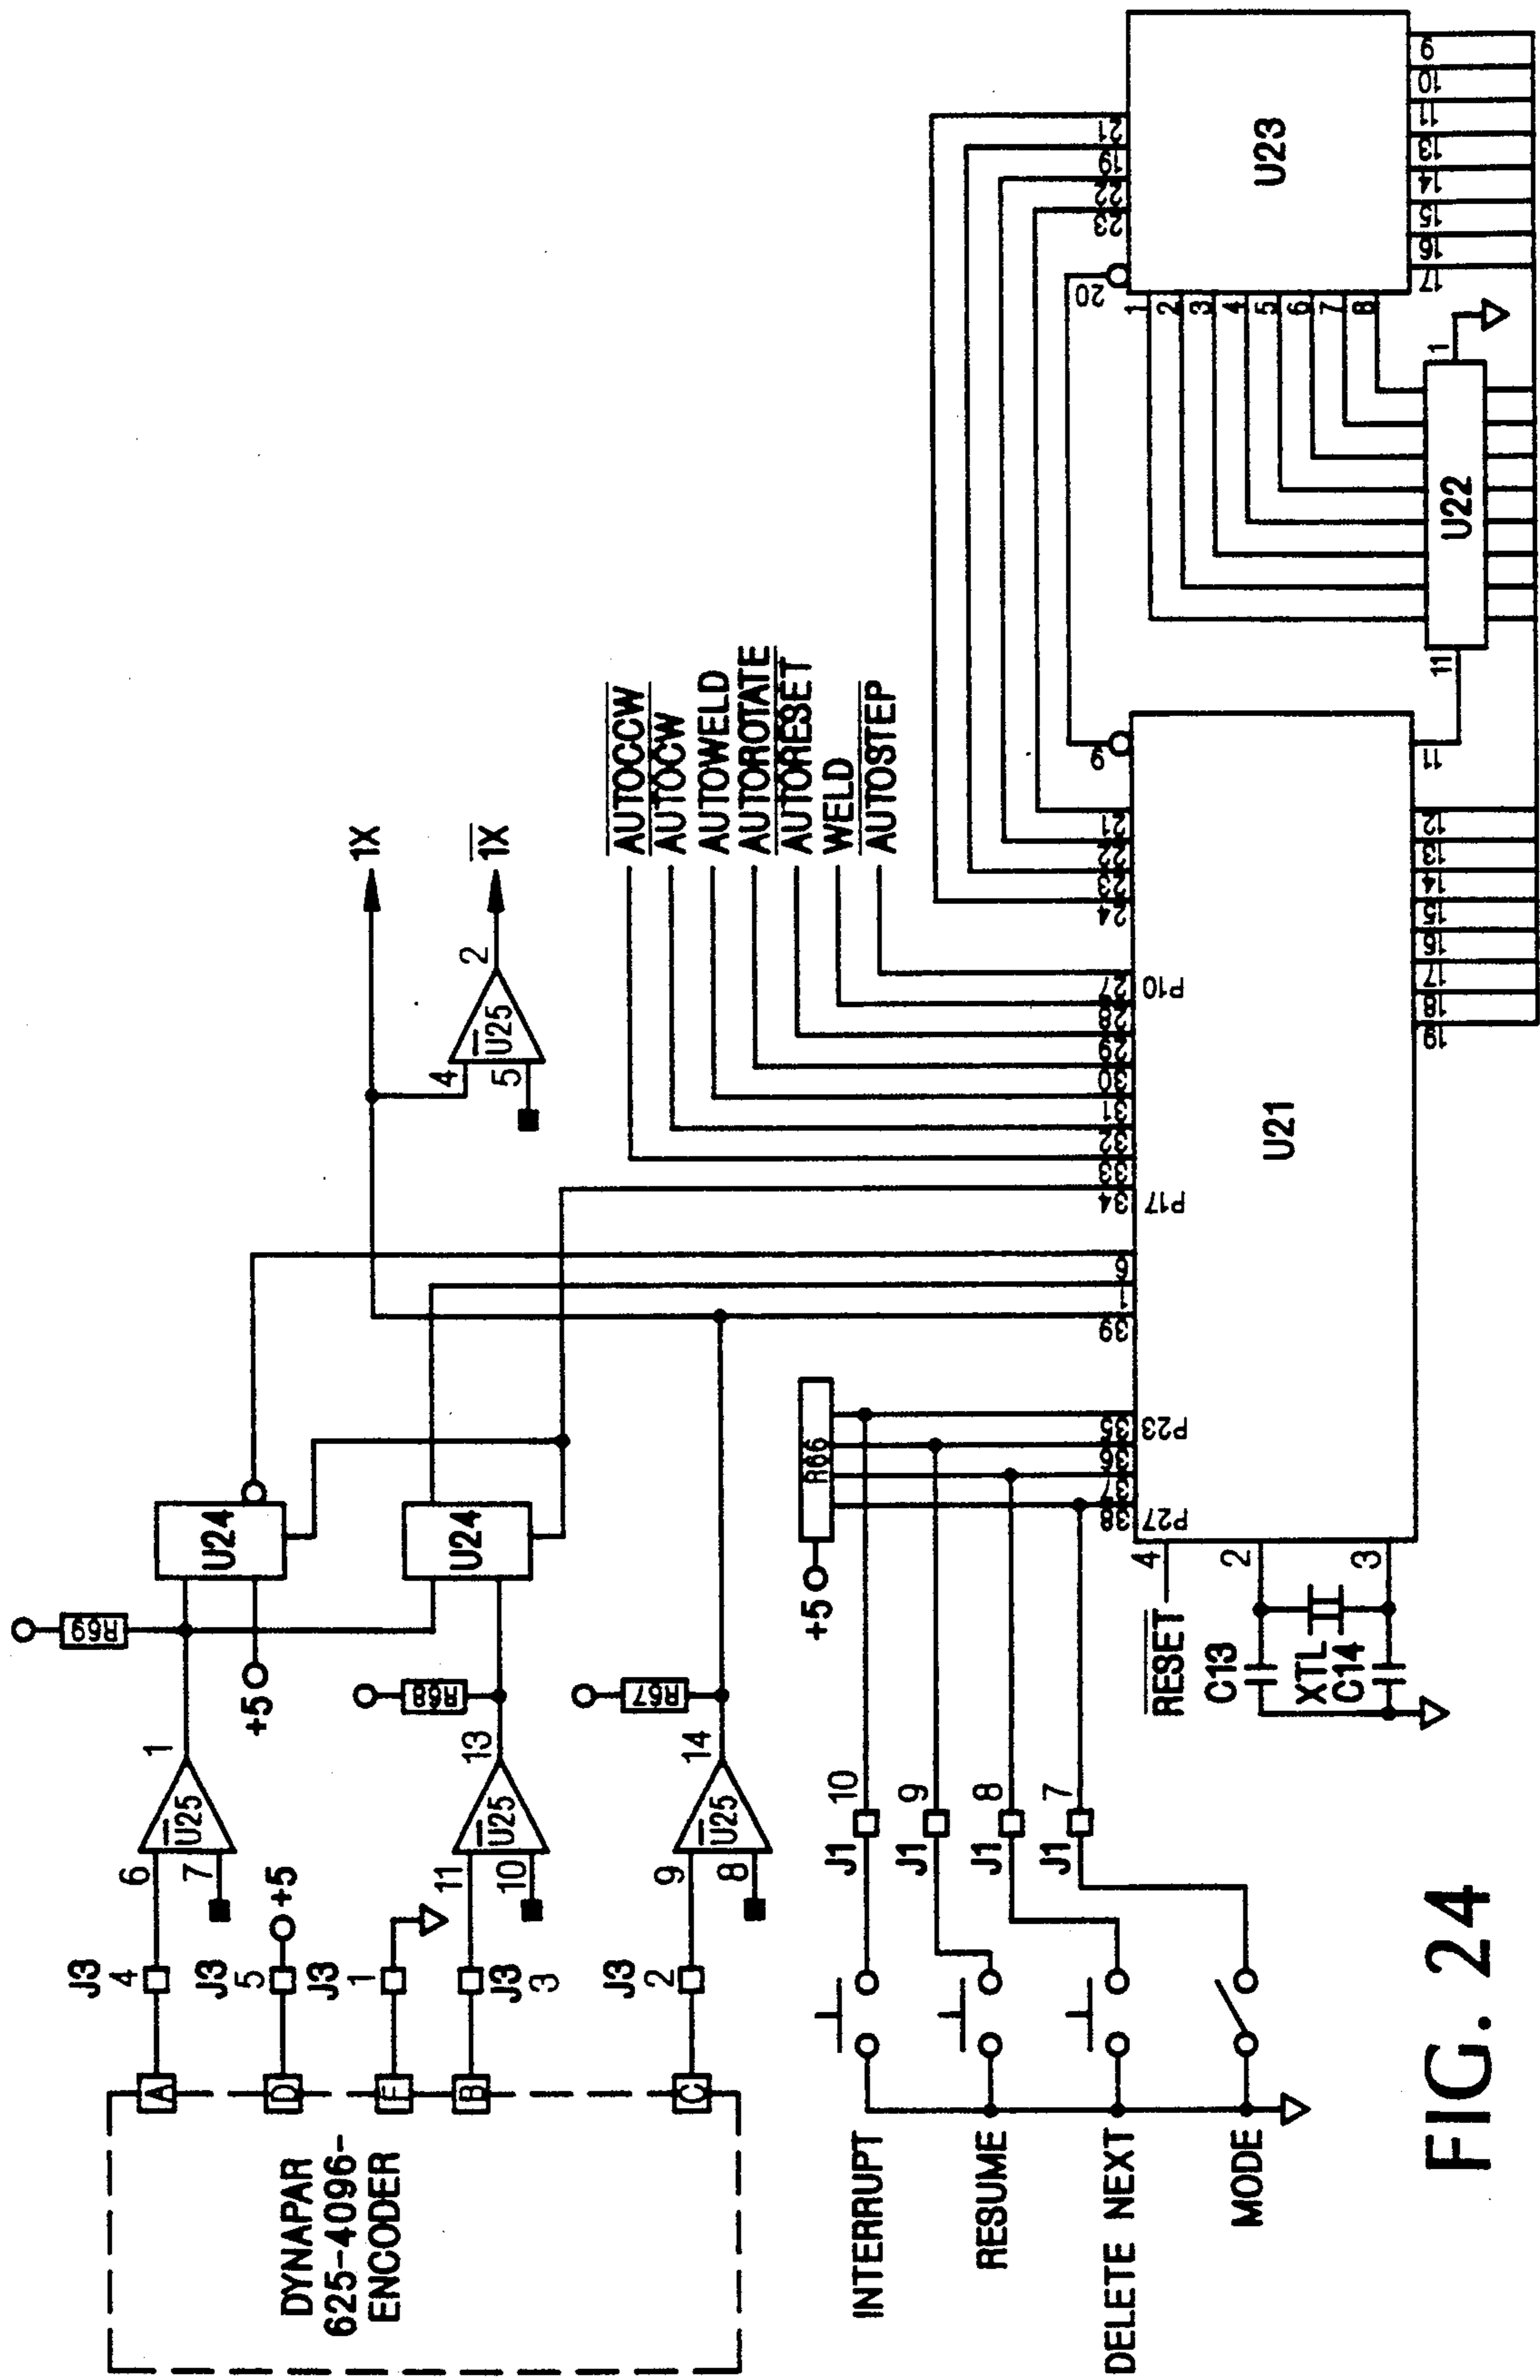 DYNAPAR
625-4096-
ENCODER
A
D
F
B
C
J3
4
J3
5
+5
J3
1
J3
3
J3
2
6
7
U25
1
11
10
U25
13
9
8
U25
14
R69
+5
R68
R67
U24
U24
4
5
U25
2
1X
1X
AUTOCCW
AUTOCW
AUTOWELD
AUTOROTATE
AUTORESET
WELD
AUTOSTEP
INTERRUPT
RESUME
DELETE NEXT
MODE
J1
10
J1
9
J1
8
J1
7
+5
R66
RESET
4
C13
XTL
C14
2
3
38
37
36
35
P27
P23
39
1
6
34
33
32
31
30
29
28
27
P17
P10
24
23
22
21
9
U21
19
18
17
16
15
14
13
12
11
11
U22
1
20
23
22
19
21
1
2
3
4
5
6
7
8
U23
17
16
15
14
13
11
10
9
FIG. 24